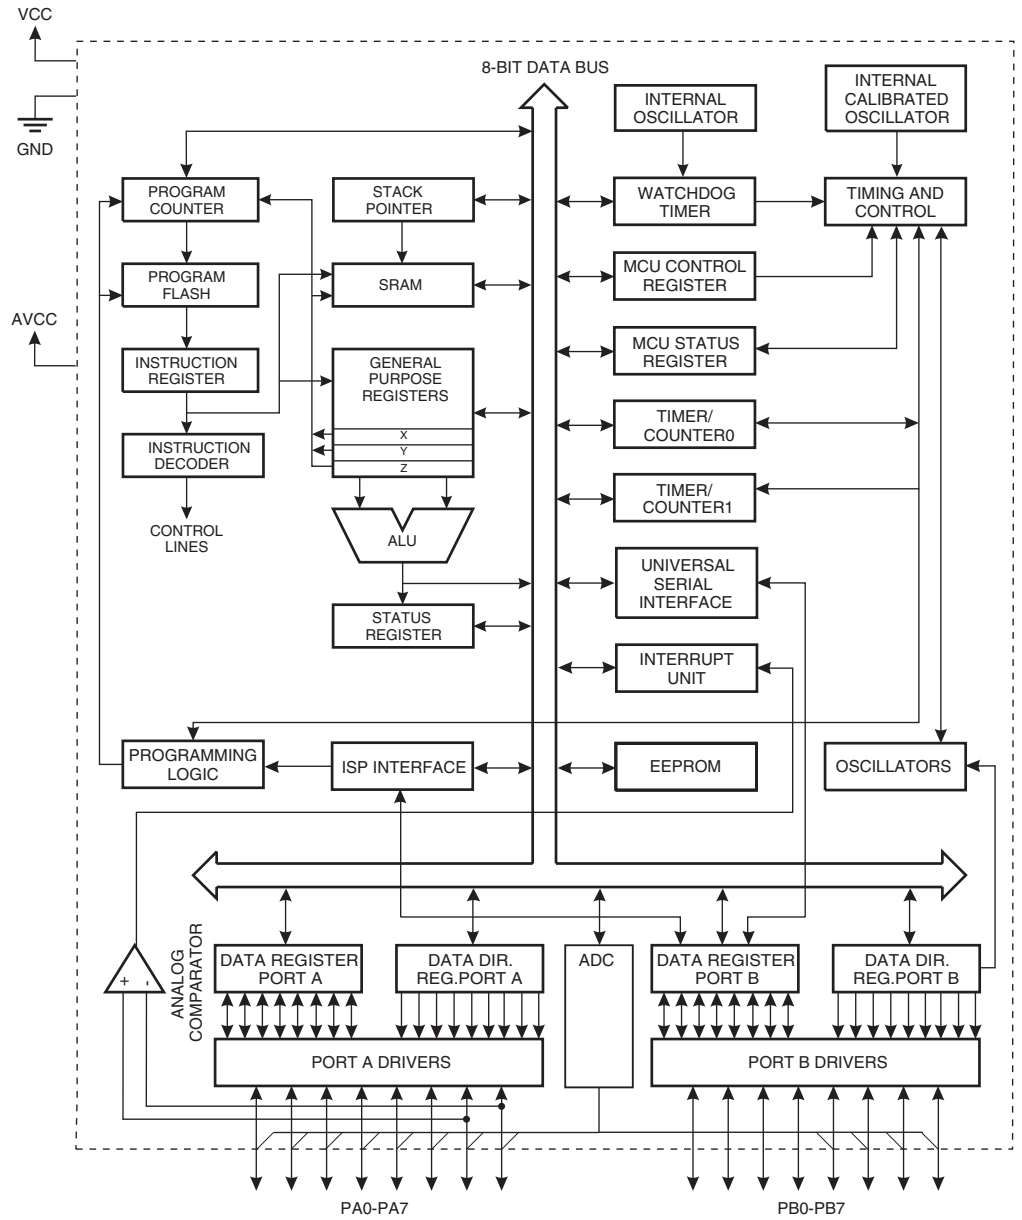 VCC
GND
AVCC
8-BIT DATA BUS
INTERNAL
OSCILLATOR
INTERNAL
CALIBRATED
OSCILLATOR
PROGRAM
COUNTER
STACK
POINTER
WATCHDOG
TIMER
TIMING AND
CONTROL
PROGRAM
FLASH
SRAM
MCU CONTROL
REGISTER
INSTRUCTION
REGISTER
GENERAL
PURPOSE
REGISTERS
X
Y
Z
MCU STATUS
REGISTER
INSTRUCTION
DECODER
TIMER/
COUNTER0
CONTROL
LINES
ALU
TIMER/
COUNTER1
STATUS
REGISTER
UNIVERSAL
SERIAL
INTERFACE
INTERRUPT
UNIT
PROGRAMMING
LOGIC
ISP INTERFACE
EEPROM
OSCILLATORS
+
-
ANALOG
COMPARATOR
DATA REGISTER
PORT A
DATA DIR.
REG.PORT A
ADC
DATA REGISTER
PORT B
DATA DIR.
REG.PORT B
PORT A DRIVERS
PORT B DRIVERS
PA0-PA7
PB0-PB7